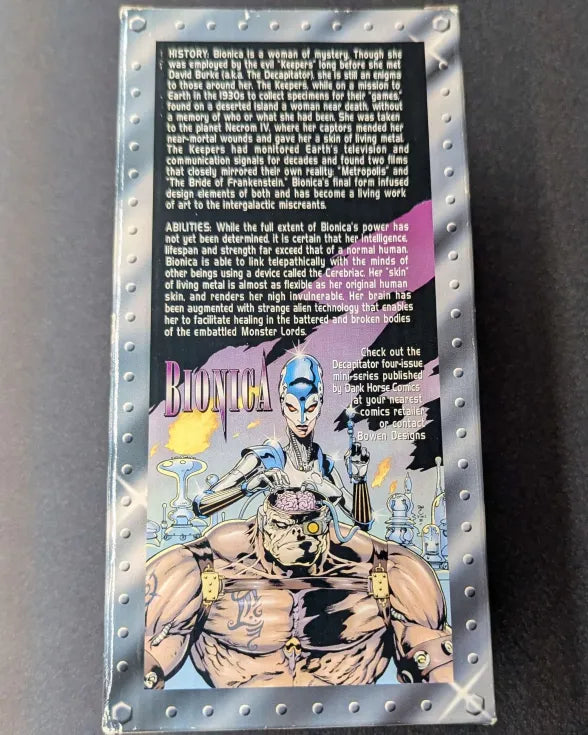 HISTORY: Bionica is a woman of mystery. Though she
was employed by the evil "Keepers" long before she met
David Burke (a.k.a. The Decapitator), she is still an enigma
to those around her. The Keepers, while on a mission to
Earth in the 1930s to collect specimens for their "games,"
found on a deserted island a woman near death, without
a memory of who or what she had been. She was taken
to the planet Necrom IV, where her captors mended her
near-mortal wounds and gave her a skin of living metal.
The Keepers had monitored Earth's television and
communication signals for decades and found two films
that closely mirrored their own reality: "Metropolis" and
"The Bride of Frankenstein." Bionica's final form infused
design elements of both and has become a living work
of art to the intergalactic miscreants.
ABILITIES: While the full extent of Bionica's power has
not yet been determined, it is certain that her intelligence,
lifespan and strength far exceed that of a normal human.
Bionica is able to link telepathically with the minds of
other beings using a device called the Cerebriac. Her "skin"
of living metal is almost as flexible as her original human
skin, and renders her nigh invulnerable. Her brain has
been augmented with strange alien technology that enables
her to facilitate healing in the battered and broken bodies
of the embattled Monster Lords.
BIONICA
Check out the
Decapitator four-issue
mini-series published
by Dark Horse Comics
at your nearest
comics retailer
or contact
Bowen Designs